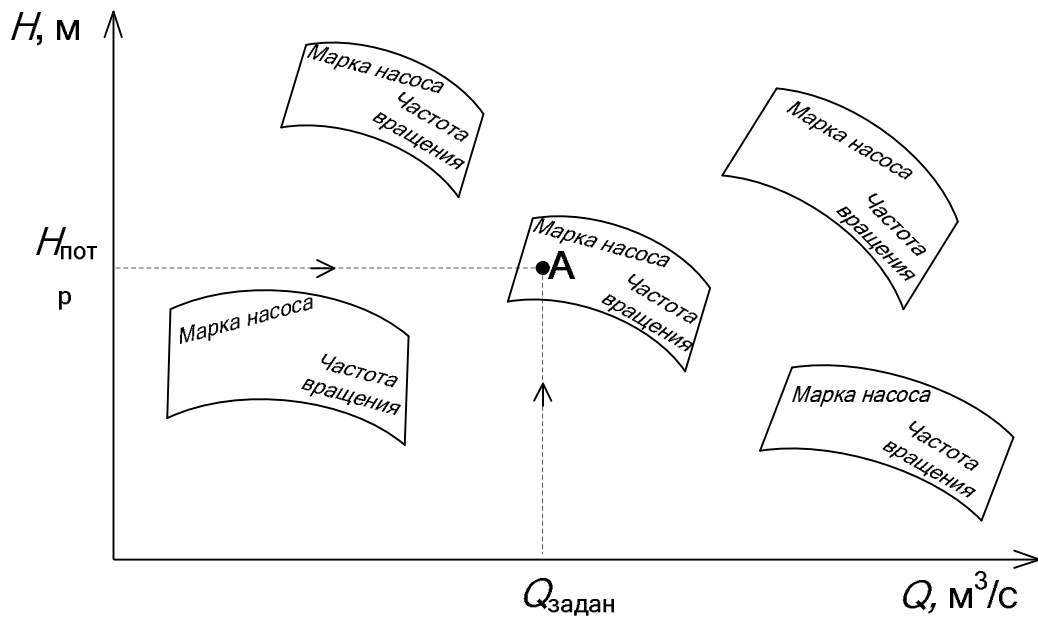 H, м
Марка насоса
Частота
вращения
Марка насоса
Частота
вращения
Hпот
р
Марка насоса
А
Частота
вращения
Марка насоса
Частота
вращения
Марка насоса
Частота
вращения
Qзадан
Q, м³/с